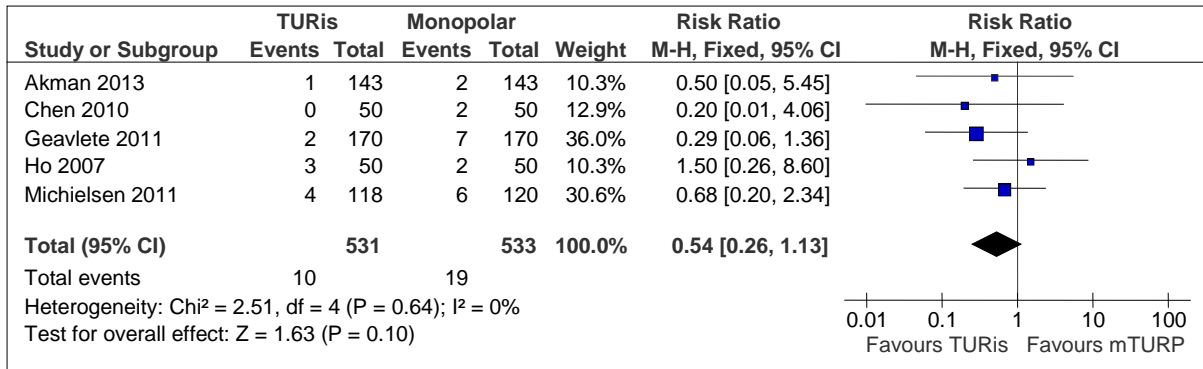 TURis Monopolar Risk Ratio Risk Ratio
Study or Subgroup Events Total Events Total Weight M-H, Fixed, 95% CI M-H, Fixed, 95% CI
Akman 2013 1 143 2 143 10.3% 0.50 [0.05, 5.45]
Chen 2010 0 50 2 50 12.9% 0.20 [0.01, 4.06]
Geavlete 2011 2 170 7 170 36.0% 0.29 [0.06, 1.36]
Ho 2007 3 50 2 50 10.3% 1.50 [0.26, 8.60]
Michielsen 2011 4 118 6 120 30.6% 0.68 [0.20, 2.34]
Total (95% CI) 531 533 100.0% 0.54 [0.26, 1.13]
Total events 10 19
Heterogeneity: Chi² = 2.51, df = 4 (P = 0.64); I² = 0%
Test for overall effect: Z = 1.63 (P = 0.10)
0.01 0.1 1 10 100
Favours TURis Favours mTURP